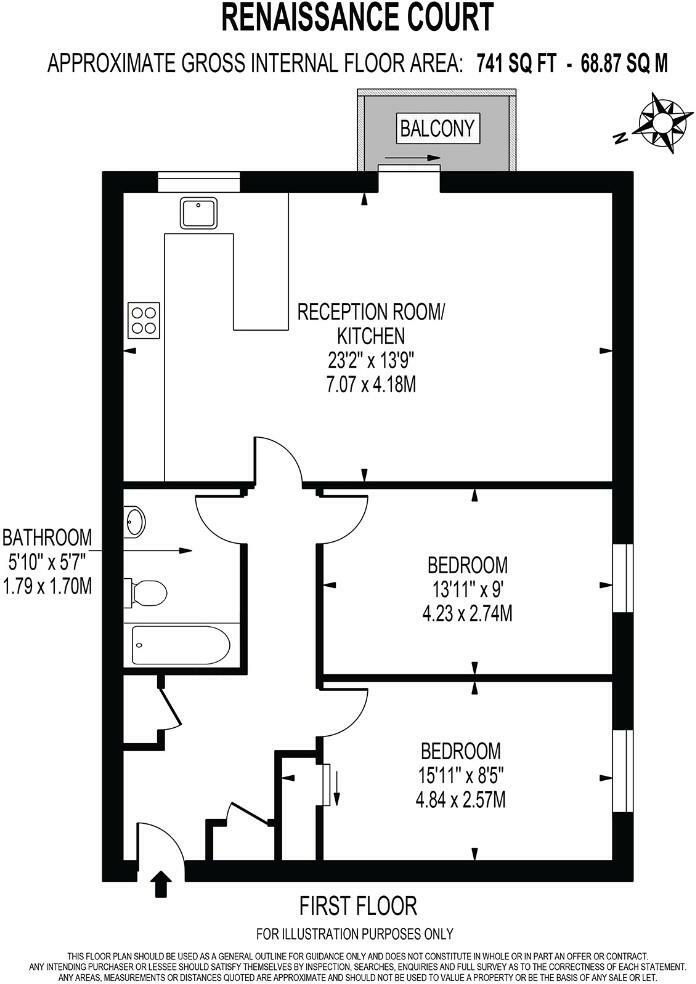 RENAISSANCE COURT
APPROXIMATE GROSS INTERNAL FLOOR AREA: 741 SQ FT - 68.87 SQ M
BALCONY
N
RECEPTION ROOM/
KITCHEN
23'2" x 13'9"
7.07 x 4.18M
BATHROOM
5'10" x 5'7"
1.79 x 1.70M
BEDROOM
13'11" x 9'
4.23 x 2.74M
BEDROOM
15'11" x 8'5"
4.84 x 2.57M
FIRST FLOOR
FOR ILLUSTRATION PURPOSES ONLY
THIS FLOOR PLAN SHOULD BE USED AS A GENERAL OUTLINE FOR GUIDANCE ONLY AND DOES NOT CONSTITUTE IN WHOLE OR IN PART AN OFFER OR CONTRACT.
ANY INTENDING PURCHASER OR LESSEE SHOULD SATISFY THEMSELVES BY INSPECTION, SEARCHES, ENQUIRIES AND FULL SURVEY AS TO THE CORRECTNESS OF EACH STATEMENT.
ANY AREAS, MEASUREMENTS OR DISTANCES QUOTED ARE APPROXIMATE AND SHOULD NOT BE USED TO VALUE A PROPERTY OR BE THE BASIS OF ANY SALE OR LET.